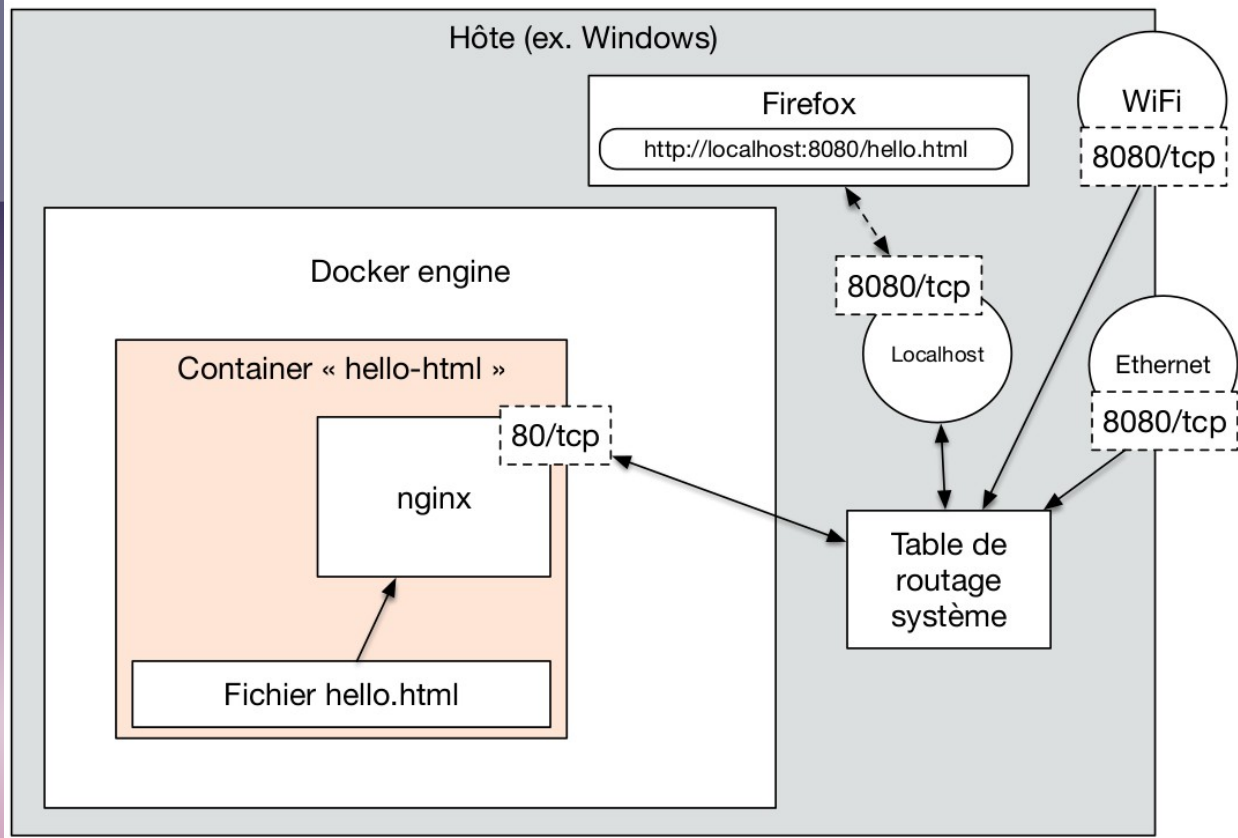 Hôte (ex. Windows)
Firefox
http://localhost:8080/hello.html
WiFi
8080/tcp
Docker engine
8080/tcp
Localhost
Ethernet
8080/tcp
Container « hello-html »
80/tcp
nginx
Table de
routage
système
Fichier hello.html